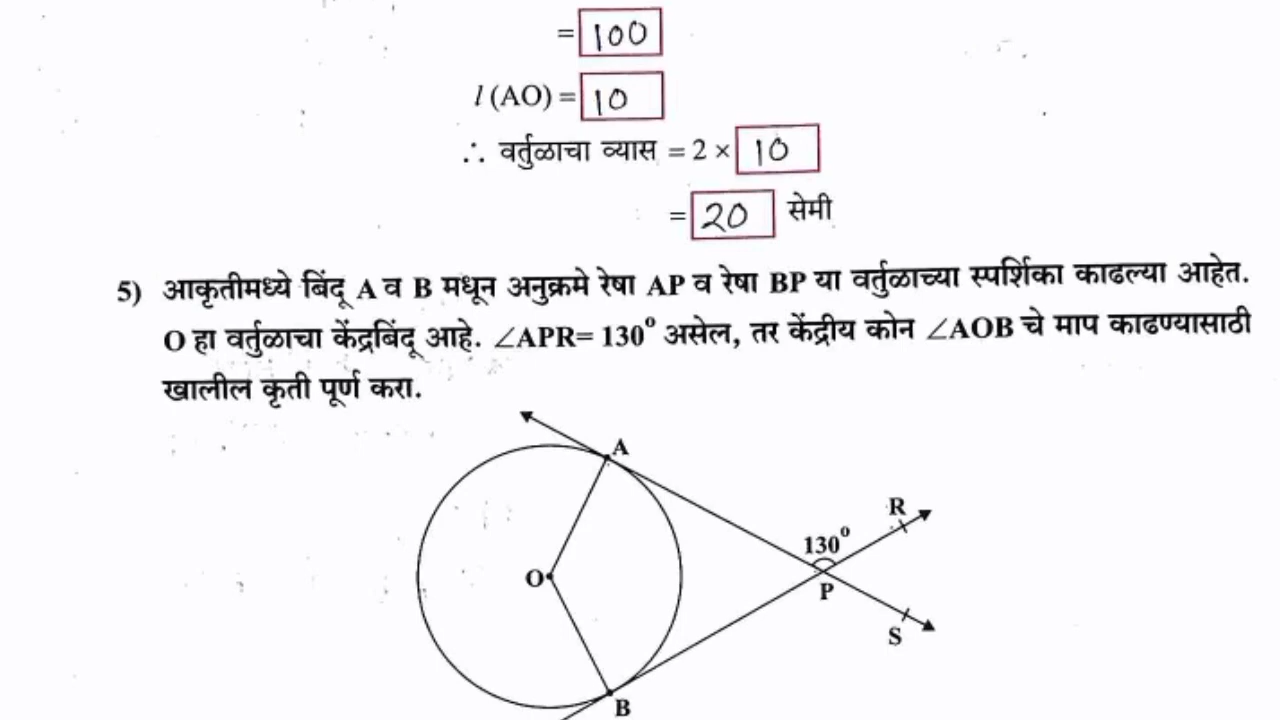 = 100
l (AO) = 10
∴ वर्तुळाचा व्यास = 2 × 10
= 20 सेमी
5) आकृतीमध्ये बिंदू A व B मधून अनुक्रमे रेषा AP व रेषा BP या वर्तुळाच्या स्पर्शिका काढल्या आहेत.
O हा वर्तुळाचा केंद्रबिंदू आहे. ∠APR= 130° असेल, तर केंद्रीय कोन ∠AOB चे माप काढण्यासाठी
खालील कृती पूर्ण करा.
A
R
130°
O
P
S
B